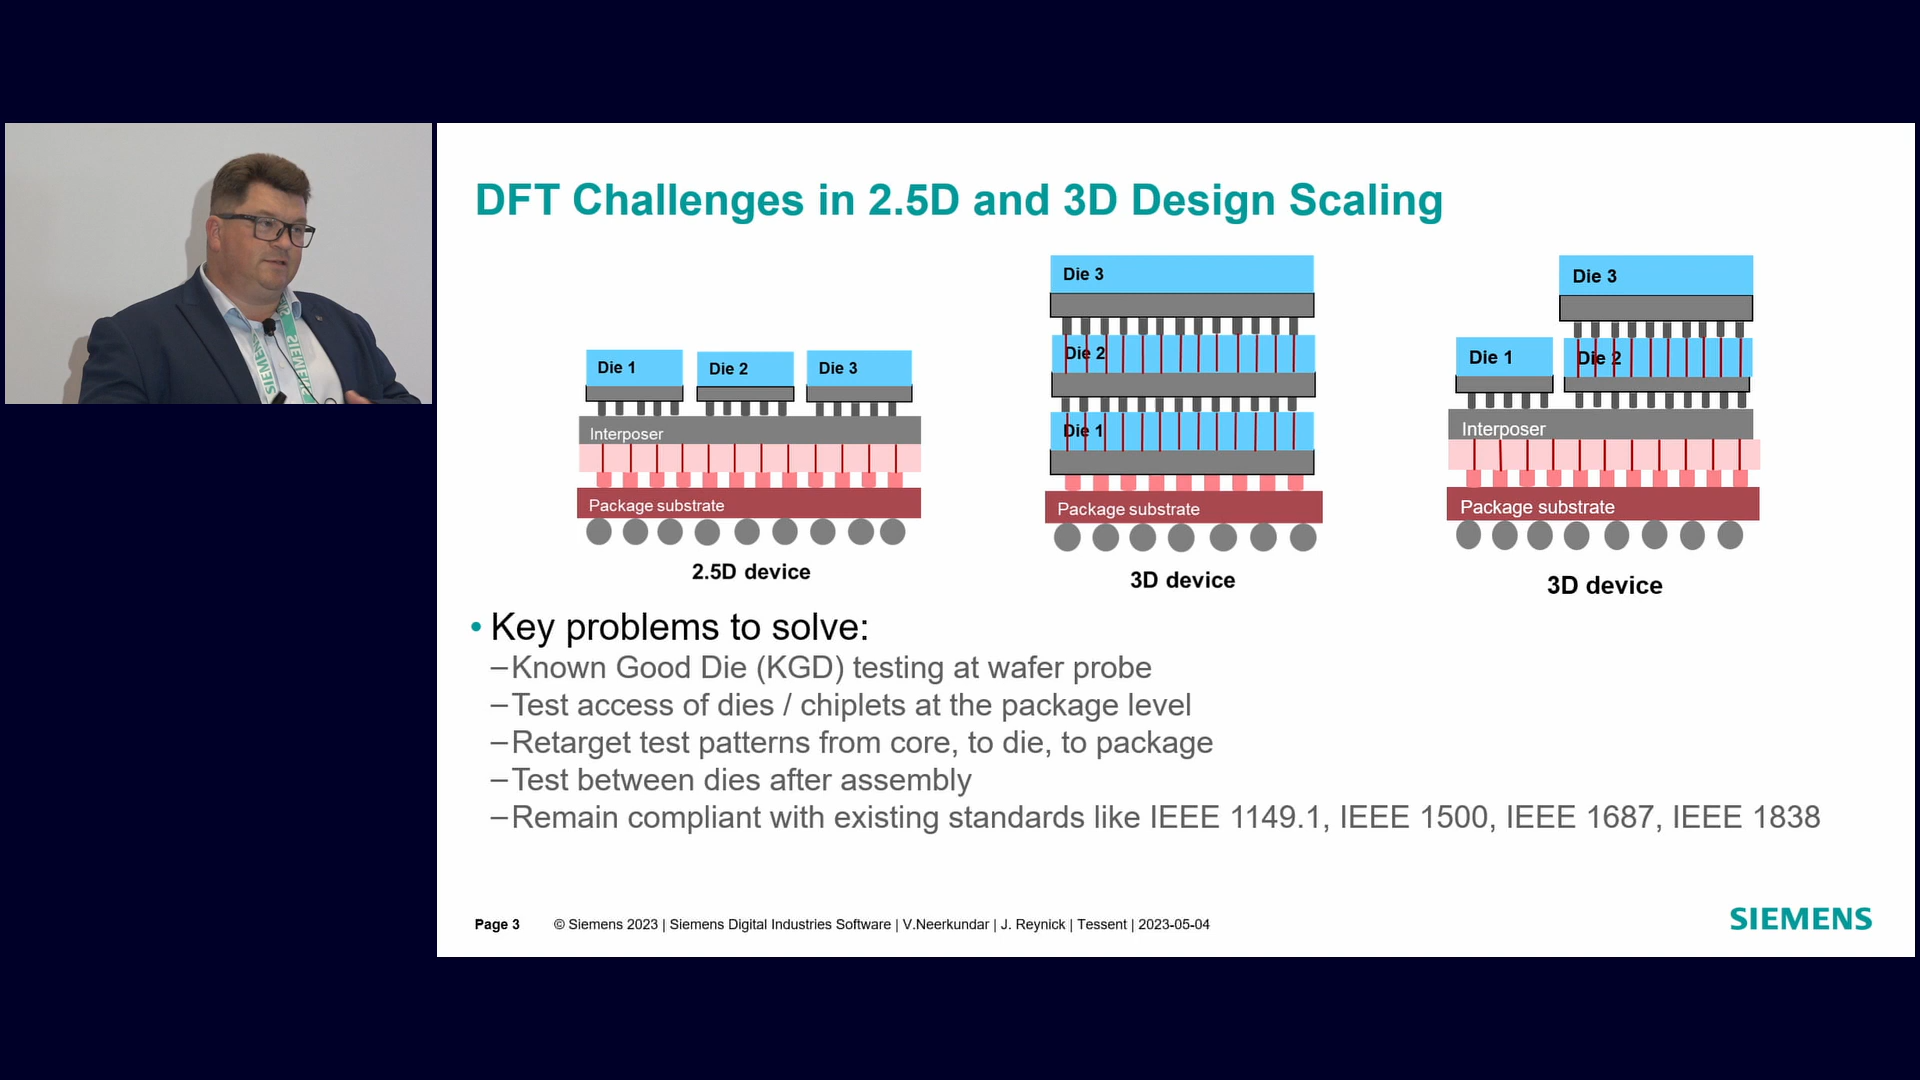 DFT Challenges in 2.5D and 3D Design Scaling
Die 1
Die 2
Die 3
Interposer
Package substrate
2.5D device
Die 3
Die 2
Die 1
Package substrate
3D device
Die 3
Die 1
Die 2
Interposer
Package substrate
3D device
• Key problems to solve:
–Known Good Die (KGD) testing at wafer probe
–Test access of dies / chiplets at the package level
–Retarget test patterns from core, to die, to package
–Test between dies after assembly
–Remain compliant with existing standards like IEEE 1149.1, IEEE 1500, IEEE 1687, IEEE 1838
Page 3 © Siemens 2023 | Siemens Digital Industries Software | V.Neerkundar | J. Reynick | Tessent | 2023-05-04
SIEMENS
SIEMENS
SIEMENS